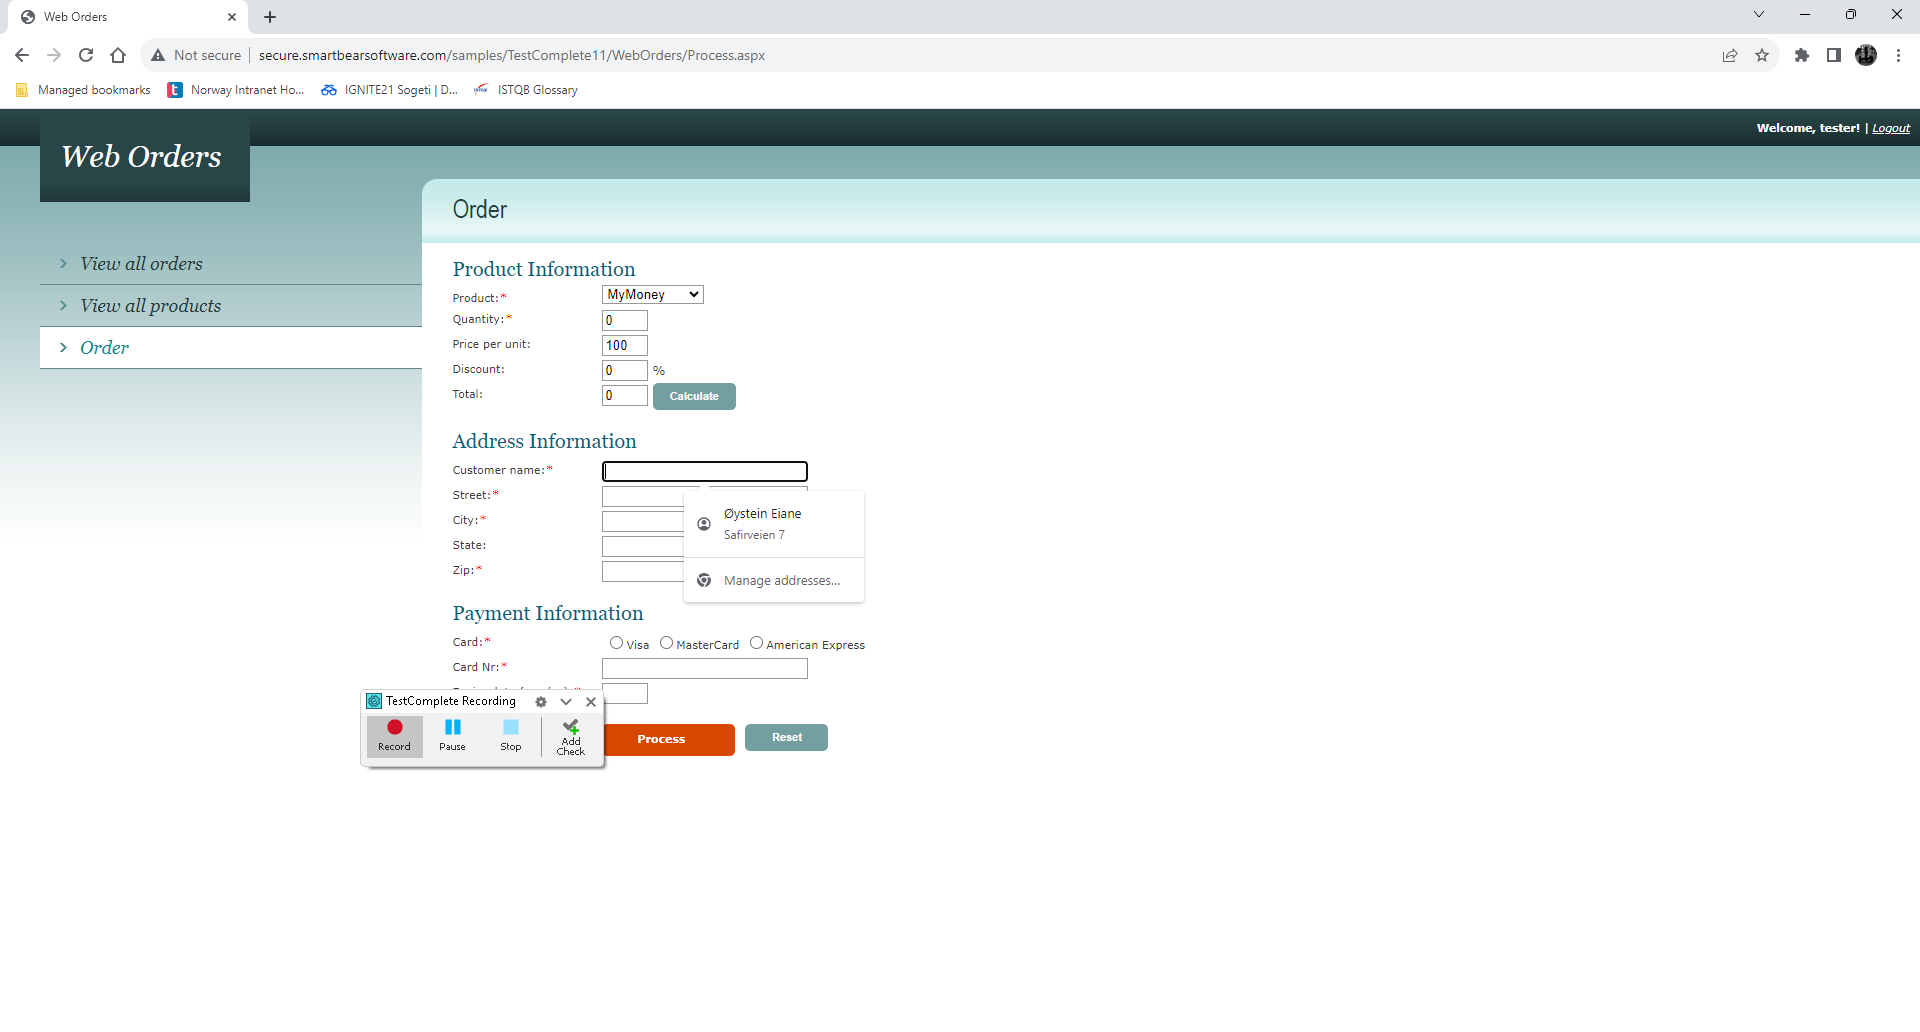 Web Orders
Not secure
secure.smartbearsoftware.com/samples/TestComplete11/WebOrders/Process.aspx
Managed bookmarks
Norway Intranet Ho...
IGNITE21 Sogeti | D...
ISTQB Glossary
Welcome, tester! | Logout
Web Orders
Order
View all orders
View all products
Order
Product Information
Product:* MyMoney
Quantity:* 0
Price per unit: 100
Discount: 0 %
Total: 0 Calculate
Address Information
Customer name:*
Street:*
City:*
State:
Zip:*
Øystein Eiane
Safirveien 7
Manage addresses...
Payment Information
Card:* Visa MasterCard American Express
Card Nr:*
TestComplete Recording
Record Pause Stop Add Check
Process Reset